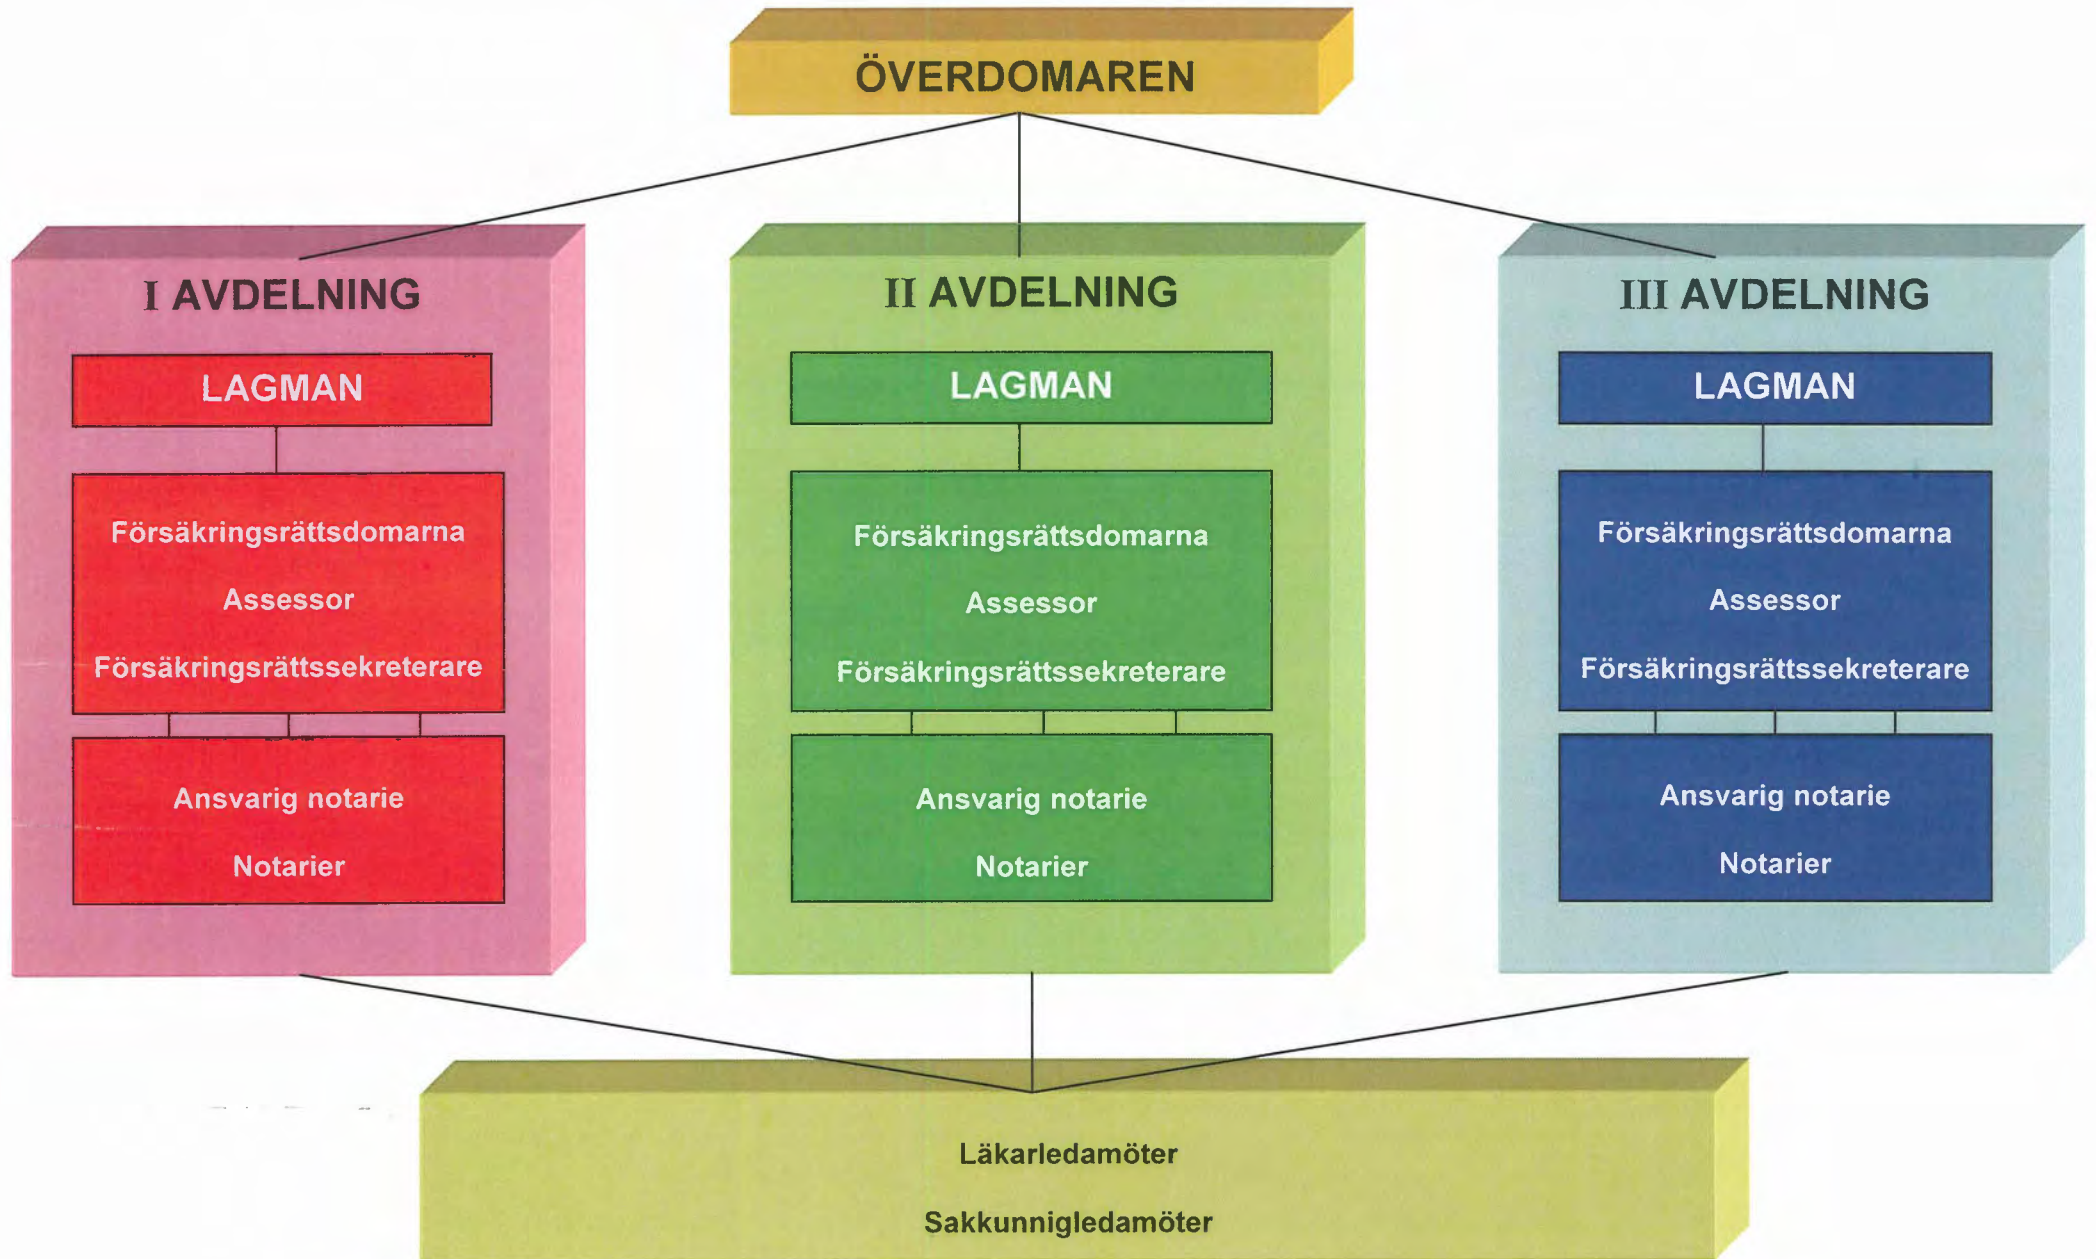 ÖVERDOMAREN
I AVDELNING
LAGMAN
Försäkringsrättsdomarna
Assessor
Försäkringsrättssekreterare
Ansvarig notarie
Notarier
II AVDELNING
LAGMAN
Försäkringsrättsdomarna
Assessor
Försäkringsrättssekreterare
Ansvarig notarie
Notarier
III AVDELNING
LAGMAN
Försäkringsrättsdomarna
Assessor
Försäkringsrättssekreterare
Ansvarig notarie
Notarier
Läkarledamöter
Sakkunnigledamöter